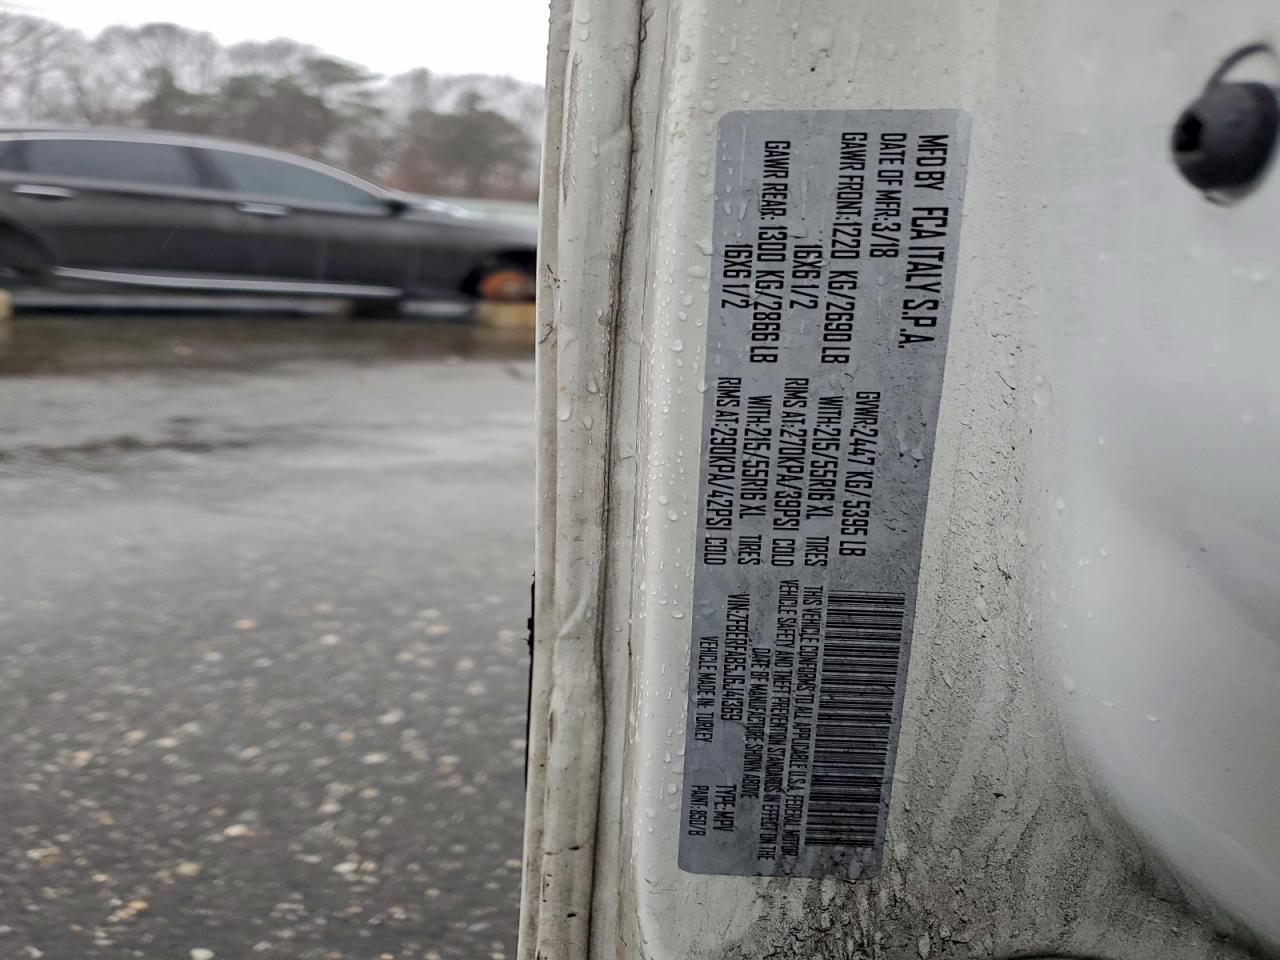 MFD BY FCA ITALY S.P.A.
DATE OF MFR:3/18 GVWR:2447 KG/5395 LB
GAWR FRONT:1220 KG/2690 LB WITH:215/55R16 XL TIRES
16X6 1/2 RIMS AT:270KPA/39PSI COLD
GAWR REAR: 1300 KG/2866 LB WITH:215/55R16 XL TIRES
16X6 1/2 RIMS AT:290KPA/42PSI COLD
THIS VEHICLE CONFORMS TO ALL APPLICABLE U.S.A. FEDERAL MOTOR
VEHICLE SAFETY AND THEFT PREVENTION STANDARDS IN EFFECT ON THE
DATE OF MANUFACTURE SHOWN ABOVE
VIN:ZFBERFAB5J6J41369 TYPE: MPV
VEHICLE MADE IN: TURKEY PAINT: